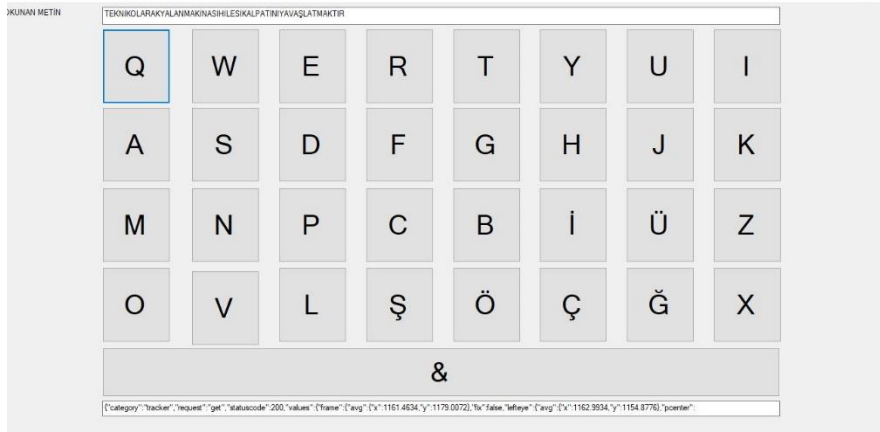 OKUNAN METİN
TEKNIKOLARAKYALANMAKINASIHILESIKALPATINIYAVAŞLATMAKTIR
Q W E R T Y U I
A S D F G H J K
M N P C B İ Ü Z
O V L Ş Ö Ç Ğ X
&
{"category":"tracker","request":"get","statuscode":200,"values":{"frame":{"avg":{"x":1161.4634,"y":1179.0072},"fix":false,"lefteye":{"avg":{"x":1162.9934,"y":1154.8776},"pcenter":